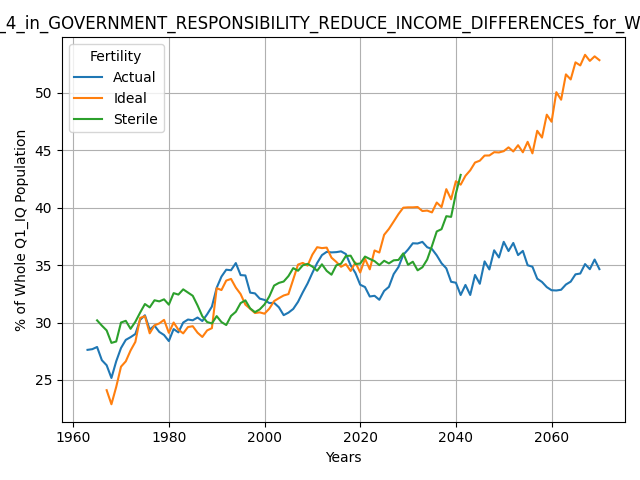 _4_in_GOVERNMENT_RESPONSIBILITY_REDUCE_INCOME_DIFFERENCES_for_W
Fertility
Actual
Ideal
Sterile
% of Whole Q1_IQ Population
50
45
40
35
30
25
1960 1980 2000 2020 2040 2060
Years